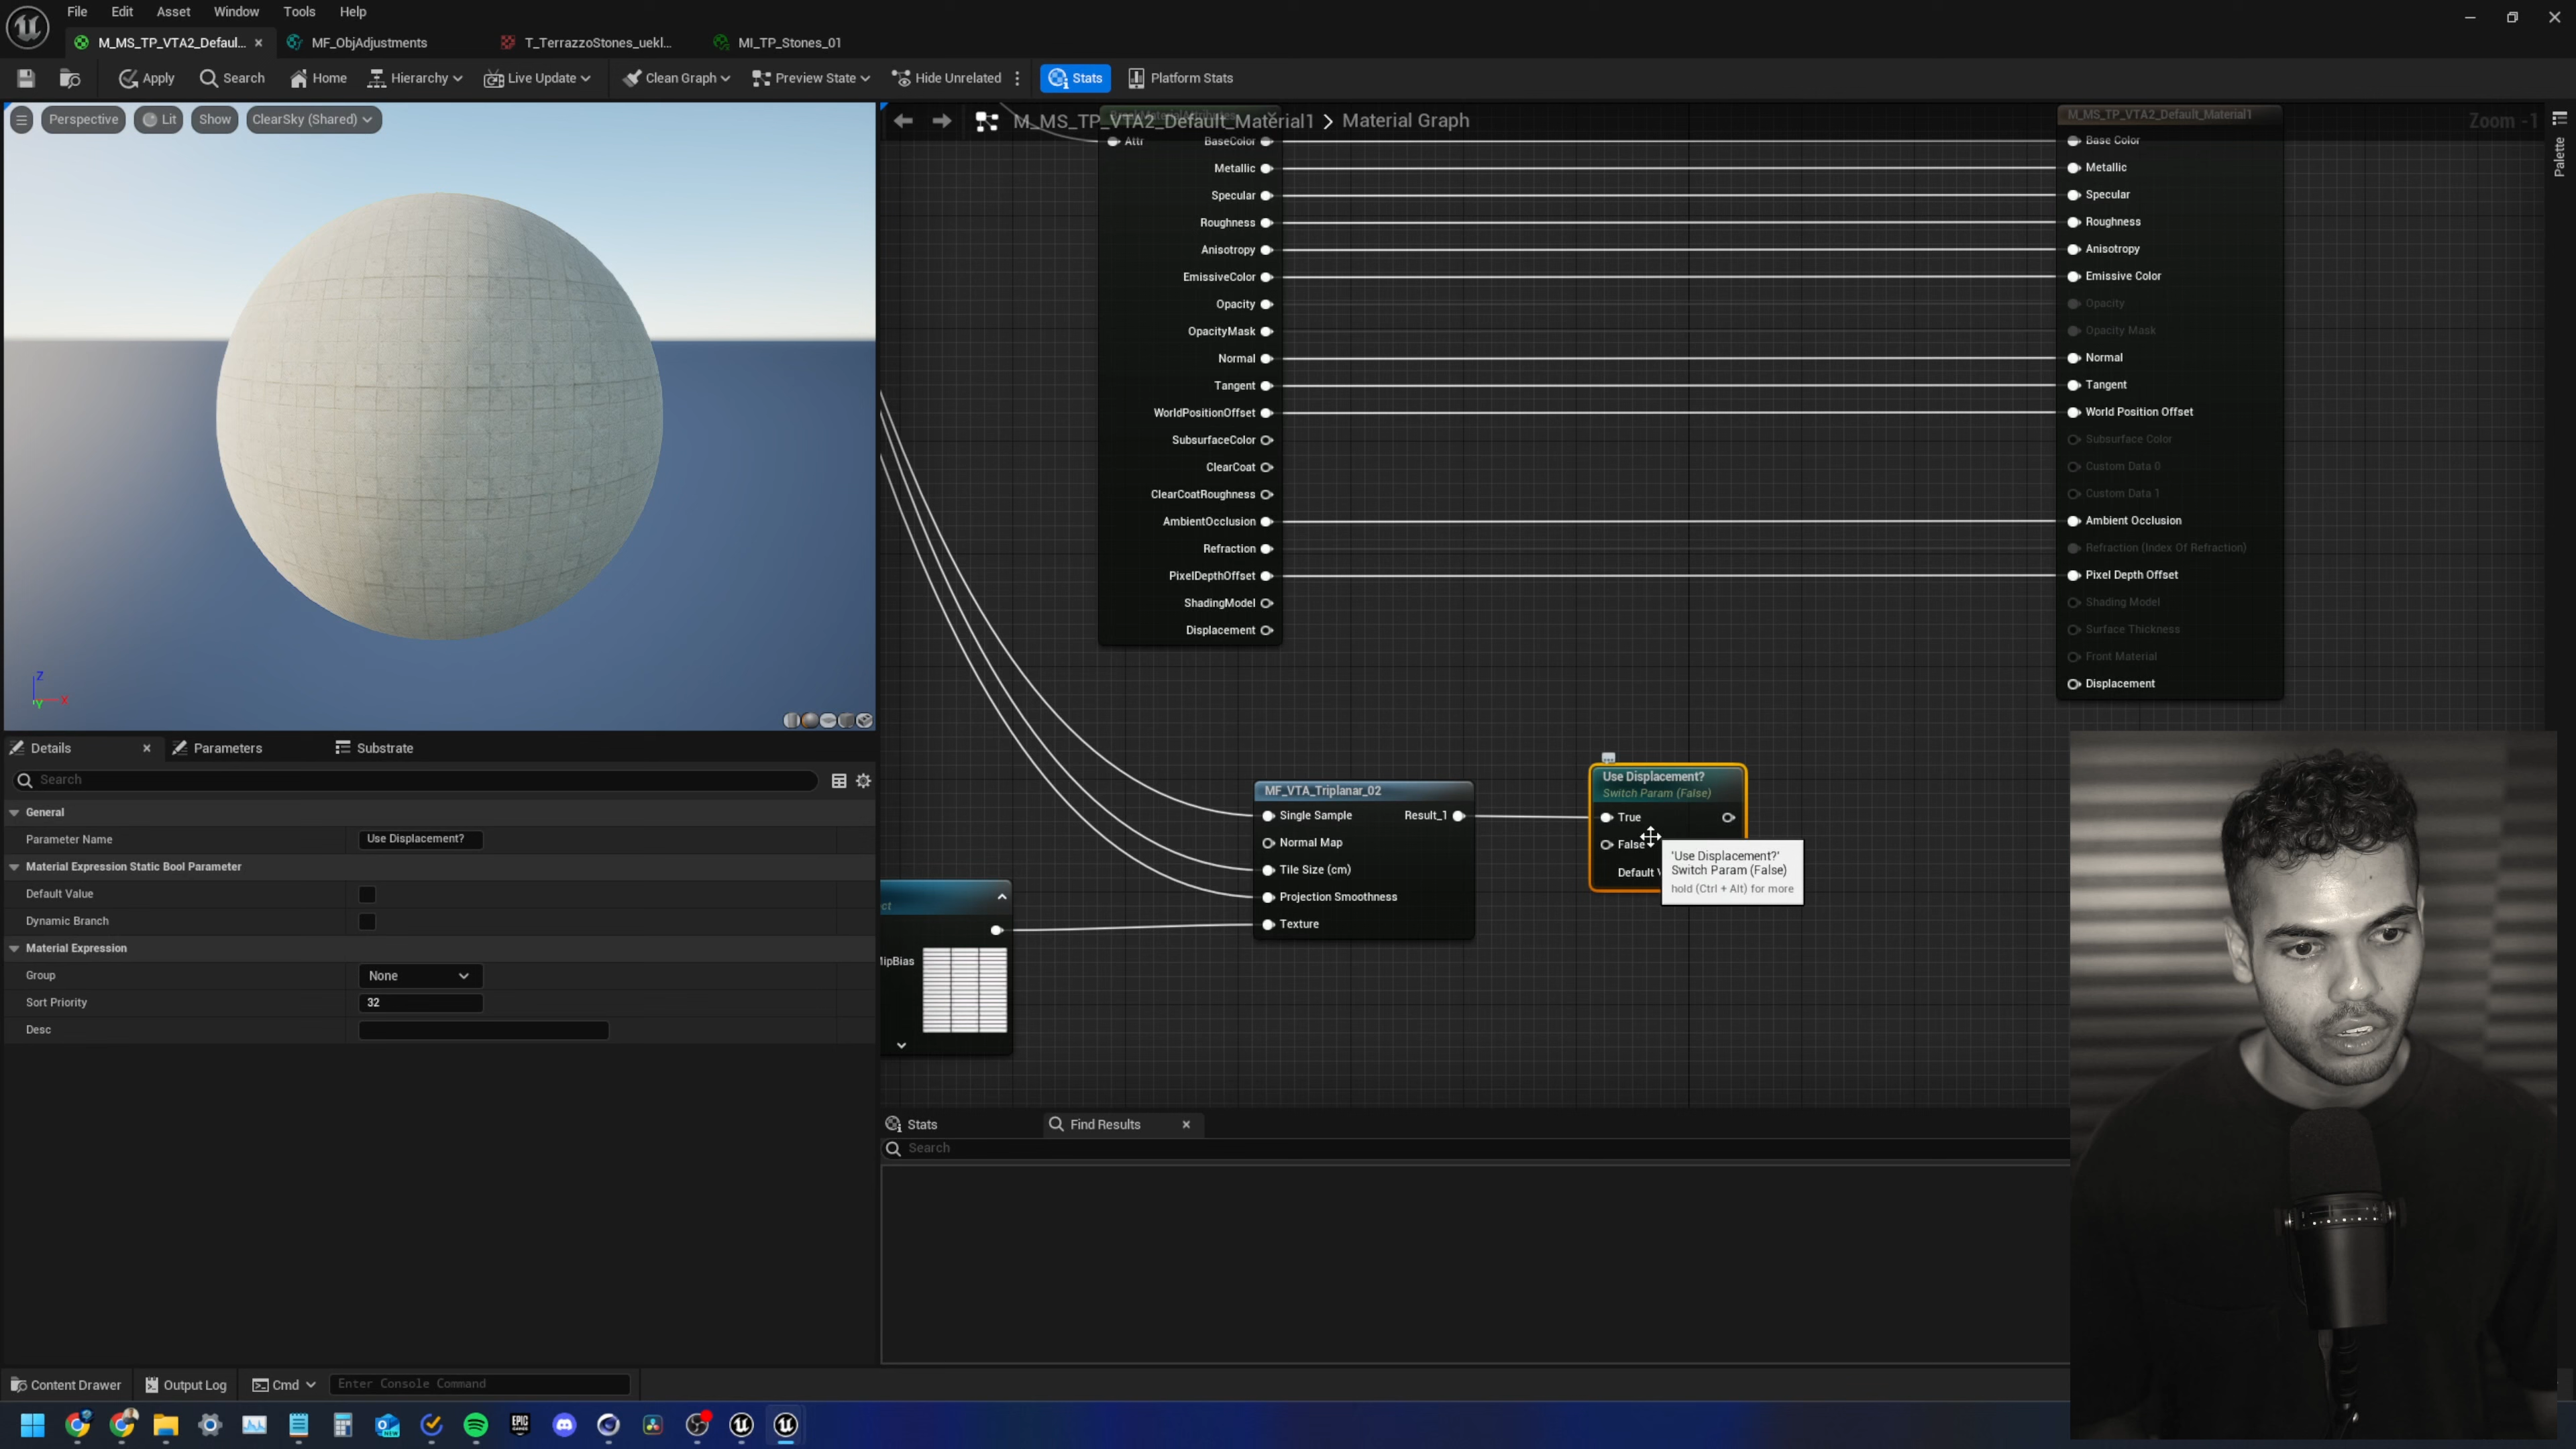 File Edit Asset Window Tools Help
M_MS_TP_VTA2_Defaul... MF_ObjAdjustments T_TerrazzoStones_uekl... MI_TP_Stones_01
Apply Search Home Hierarchy Live Update Clean Graph Preview State Hide Unrelated Stats Platform Stats
Perspective Lit Show ClearSky (Shared)
M_MS_TP_VTA2_Default_Material1 > Material Graph
Zoom -1
Palette
M_MS_TP_VTA2_Default_Material1
Attr BaseColor
Metallic
Specular
Roughness
Anisotropy
EmissiveColor
Opacity
OpacityMask
Normal
Tangent
WorldPositionOffset
SubsurfaceColor
ClearCoat
ClearCoatRoughness
AmbientOcclusion
Refraction
PixelDepthOffset
ShadingModel
Displacement
Base Color
Metallic
Specular
Roughness
Anisotropy
Emissive Color
Opacity
Opacity Mask
Normal
Tangent
World Position Offset
Subsurface Color
Custom Data 0
Custom Data 1
Ambient Occlusion
Refraction (Index Of Refraction)
Pixel Depth Offset
Shading Model
Surface Thickness
Front Material
Displacement
Z
Y X
Details Parameters Substrate
Search
General
Parameter Name Use Displacement?
Material Expression Static Bool Parameter
Default Value
Dynamic Branch
Material Expression
Group None
Sort Priority 32
Desc
MF_VTA_Triplanar_02
Single Sample Result_1
Normal Map
Tile Size (cm)
Projection Smoothness
Texture
ct
MipBias
Use Displacement?
Switch Param (False)
True
False
Default V
'Use Displacement?'
Switch Param (False)
hold (Ctrl + Alt) for more
Stats Find Results
Search
Content Drawer Output Log Cmd Enter Console Command
EPIC GAMES
NEW